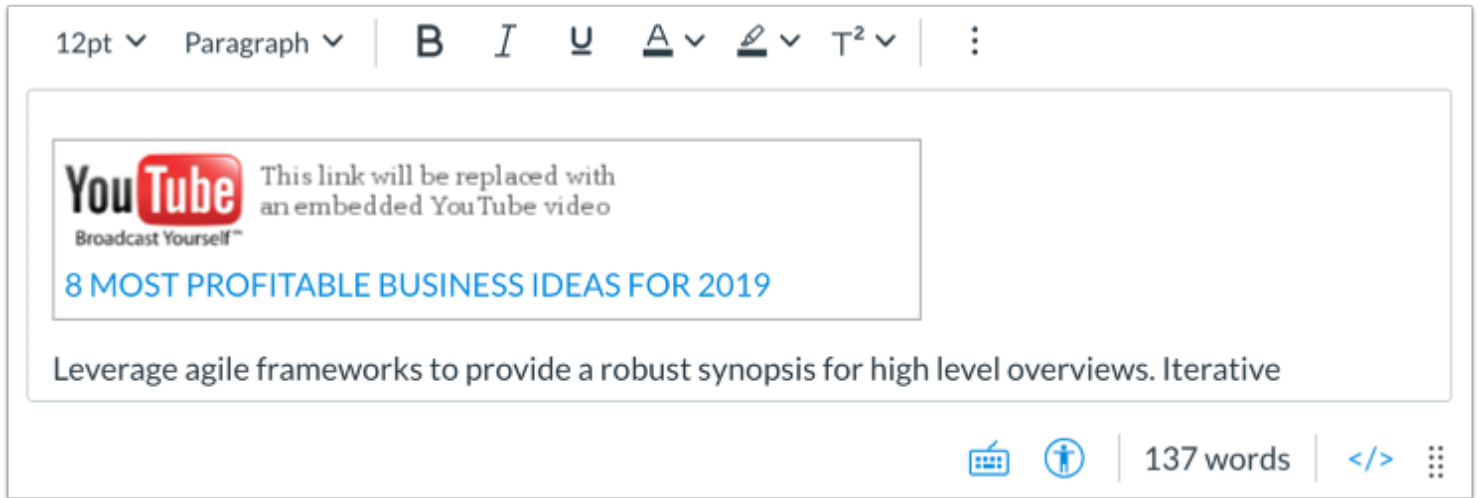 12pt Paragraph B I U A T²
YouTube This link will be replaced with
an embedded YouTube video
Broadcast Yourself™
8 MOST PROFITABLE BUSINESS IDEAS FOR 2019
Leverage agile frameworks to provide a robust synopsis for high level overviews. Iterative
137 words </>